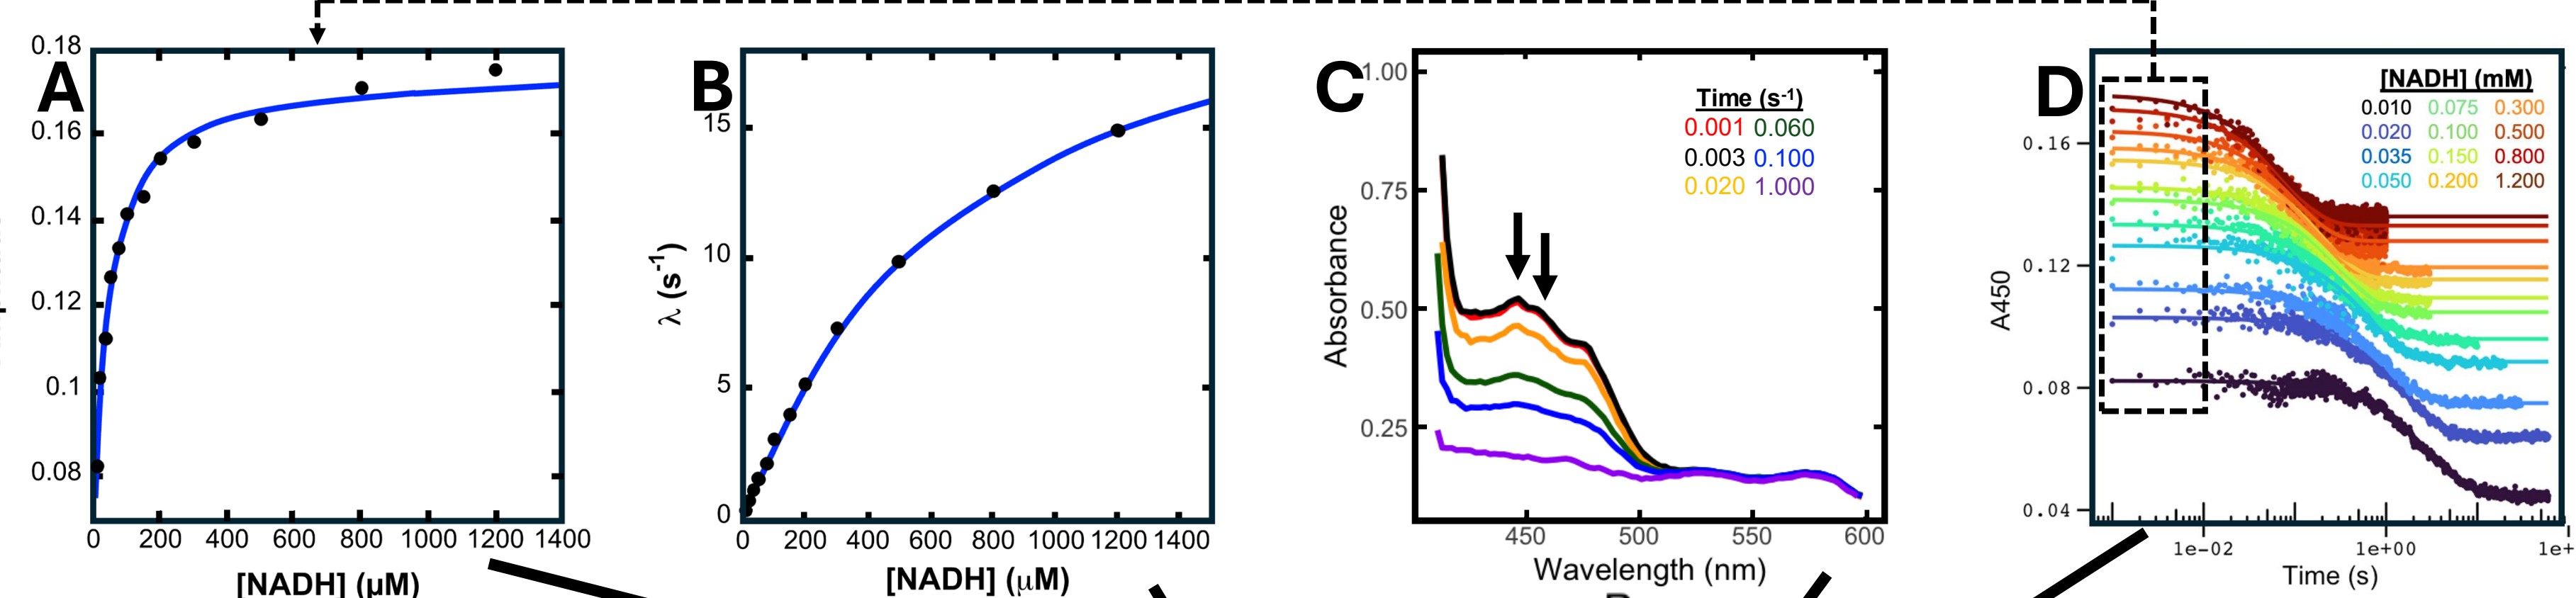 A
0.18
0.16
0.14
0.12
0.1
0.08
0 200 400 600 800 1000 1200 1400
[NADH] (µM)
B
λ (s-1)
15
10
5
0
0 200 400 600 800 1000 1200 1400
[NADH] (µM)
C
Absorbance
1.00
0.75
0.50
0.25
Time (s-1)
0.001 0.060
0.003 0.100
0.020 1.000
450 500 550 600
Wavelength (nm)
D
A450
0.16
0.12
0.08
0.04
[NADH] (mM)
0.010 0.075 0.300
0.020 0.100 0.500
0.035 0.150 0.800
0.050 0.200 1.200
1e-02 1e+00 1e+
Time (s)